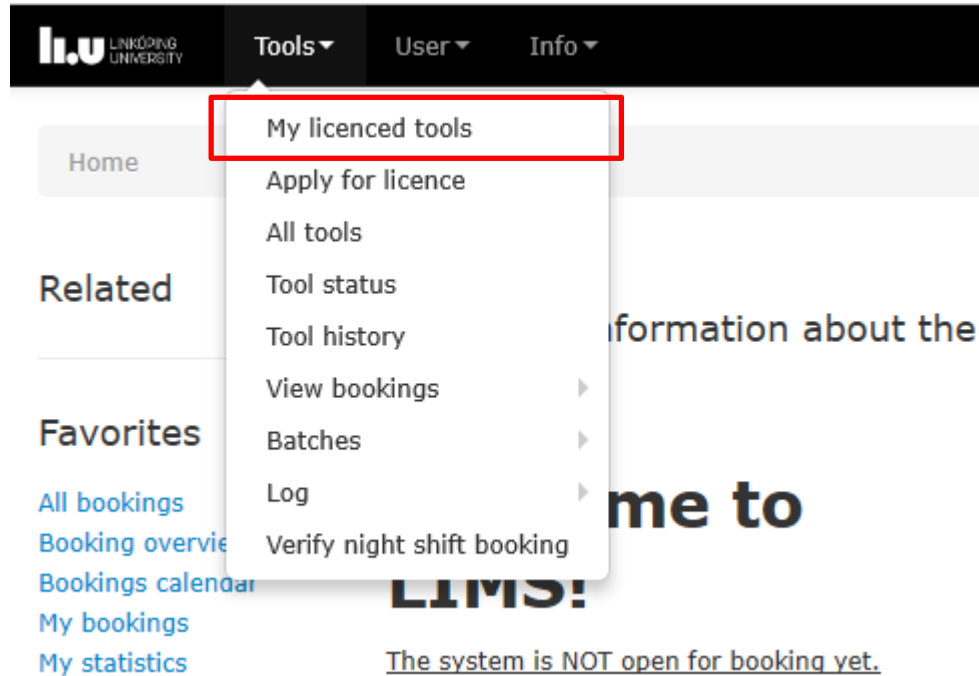 li.u LINKÖPING
UNIVERSITY
Tools
User
Info
My licenced tools
Home
Apply for licence
All tools
Related
Tool status
Tool history
formation about the
View bookings
Favorites
Batches
All bookings
Log
me to
Booking overvie
Verify night shift booking
Bookings calendar
LIMS!
My bookings
My statistics
The system is NOT open for booking yet.